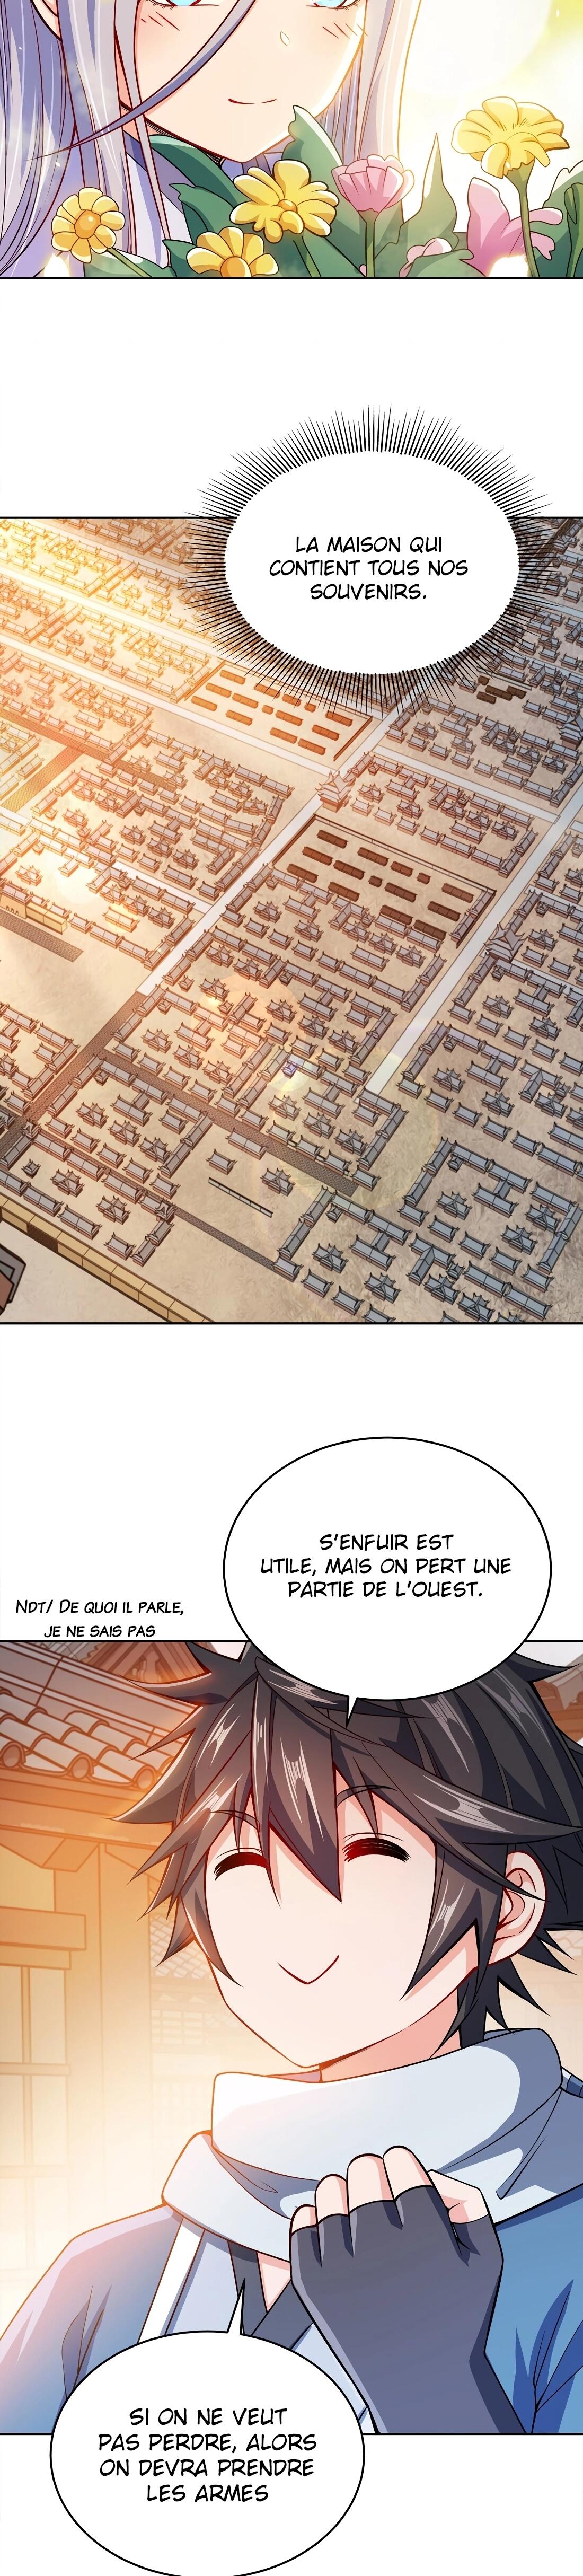 LA MAISON QUI
CONTIENT TOUS NOS
SOUVENIRS.
S'ENFUIR EST
UTILE, MAIS ON PERT UNE
PARTIE DE L'OUEST.
NDT/ DE QUOI IL PARLE,
JE NE SAIS PAS
SI ON NE VEUT
PAS PERDRE, ALORS
ON DEVRA PRENDRE
LES ARMES